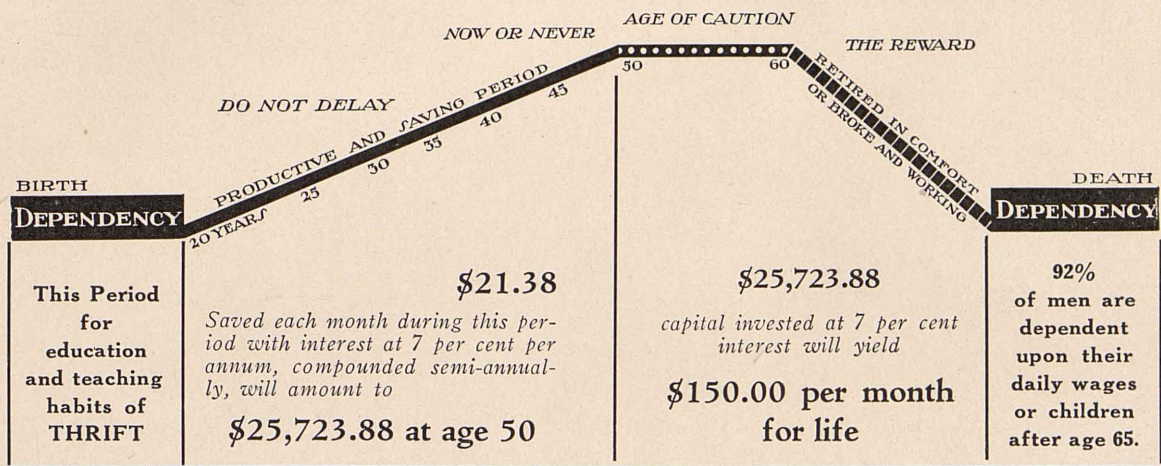 AGE OF CAUTION
NOW OR NEVER
THE REWARD
DO NOT DELAY
BIRTH
DEPENDENCY
PRODUCTIVE AND SAVING PERIOD
20 YEARS 25 30 35 40 45 50 60
RETIRED IN COMFORT
OR BROKE AND WORKING
DEATH
DEPENDENCY
This Period
for
education
and teaching
habits of
THRIFT
$21.38
Saved each month during this per-
iod with interest at 7 per cent per
annum, compounded semi-annual-
ly, will amount to
$25,723.88 at age 50
$25,723.88
capital invested at 7 per cent
interest will yield
$150.00 per month
for life
92%
of men are
dependent
upon their
daily wages
or children
after age 65.